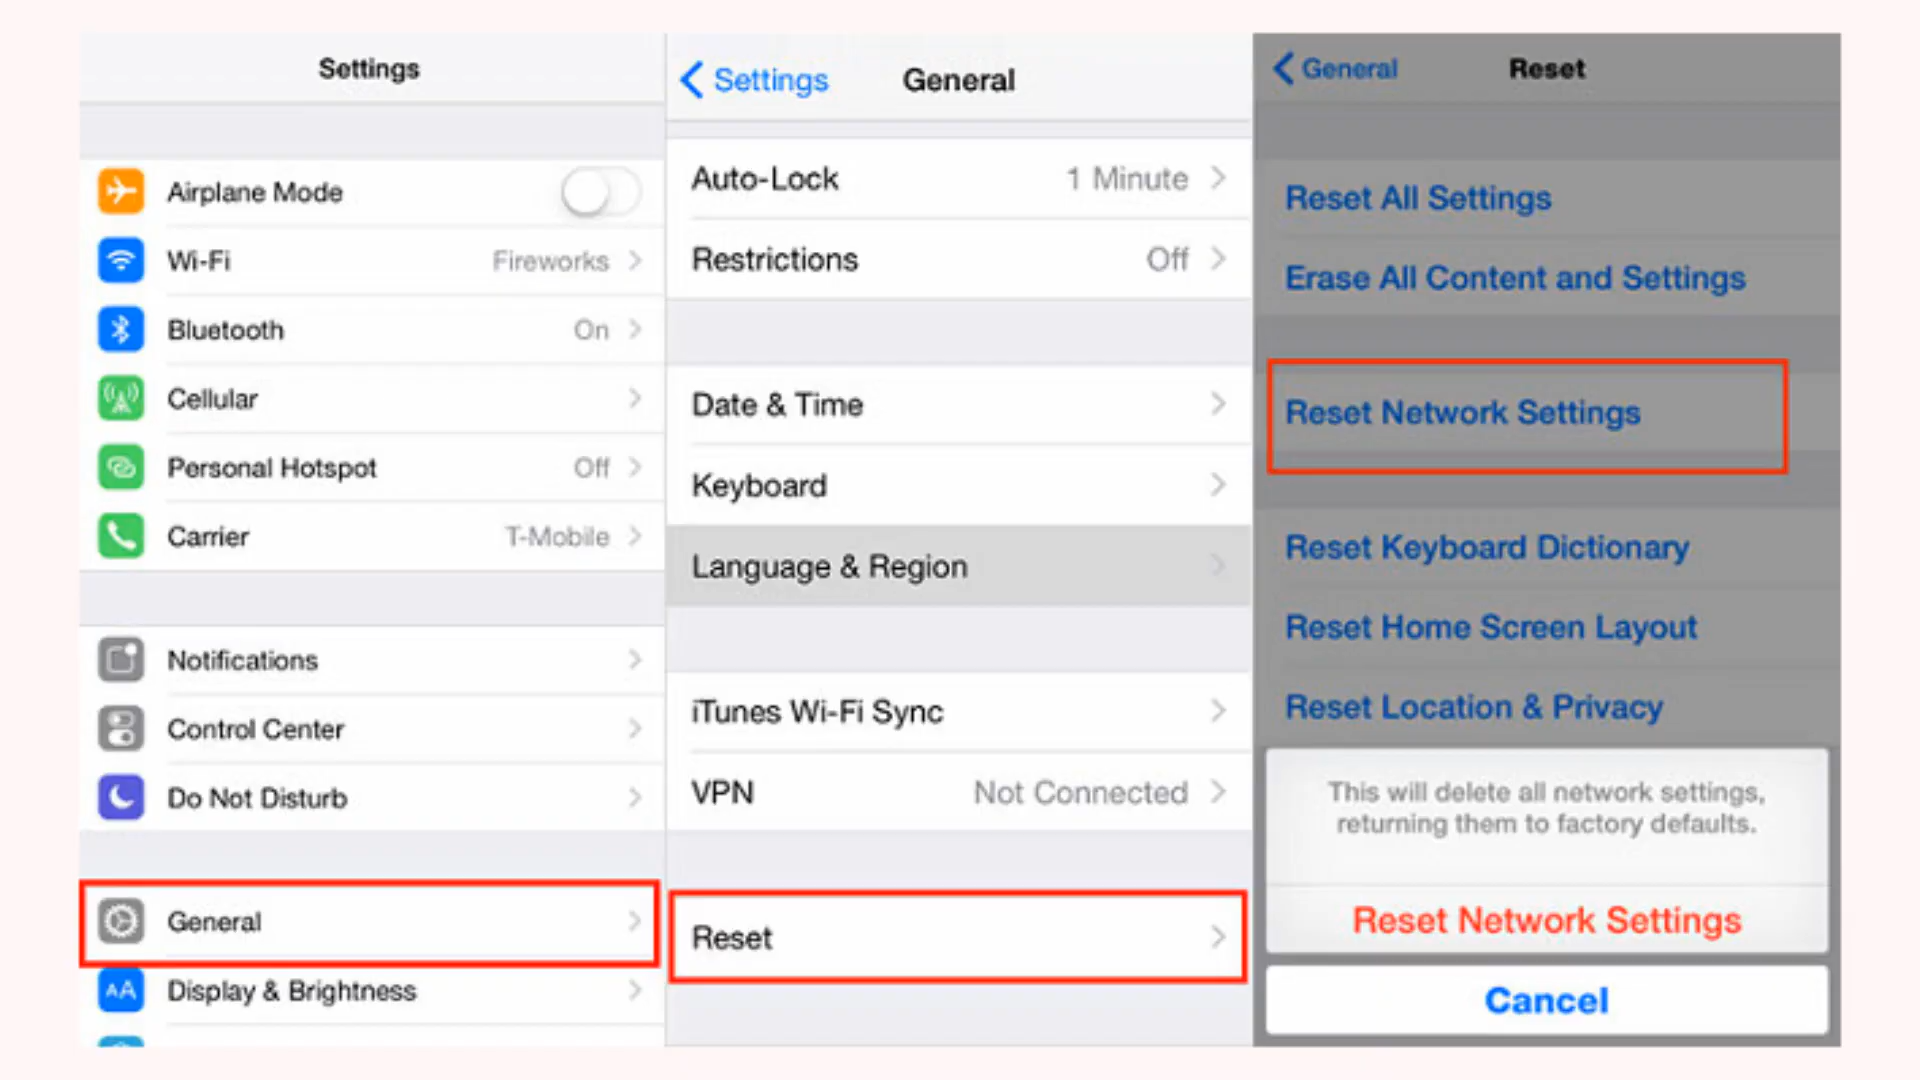 Settings
Airplane Mode
Wi-Fi Fireworks
Bluetooth On
Cellular
Personal Hotspot Off
Carrier T-Mobile
Notifications
Control Center
Do Not Disturb
General
AA Display & Brightness
Settings General
Auto-Lock 1 Minute
Restrictions Off
Date & Time
Keyboard
Language & Region
iTunes Wi-Fi Sync
VPN Not Connected
Reset
General Reset
Reset All Settings
Erase All Content and Settings
Reset Network Settings
Reset Keyboard Dictionary
Reset Home Screen Layout
Reset Location & Privacy
This will delete all network settings,
returning them to factory defaults.
Reset Network Settings
Cancel